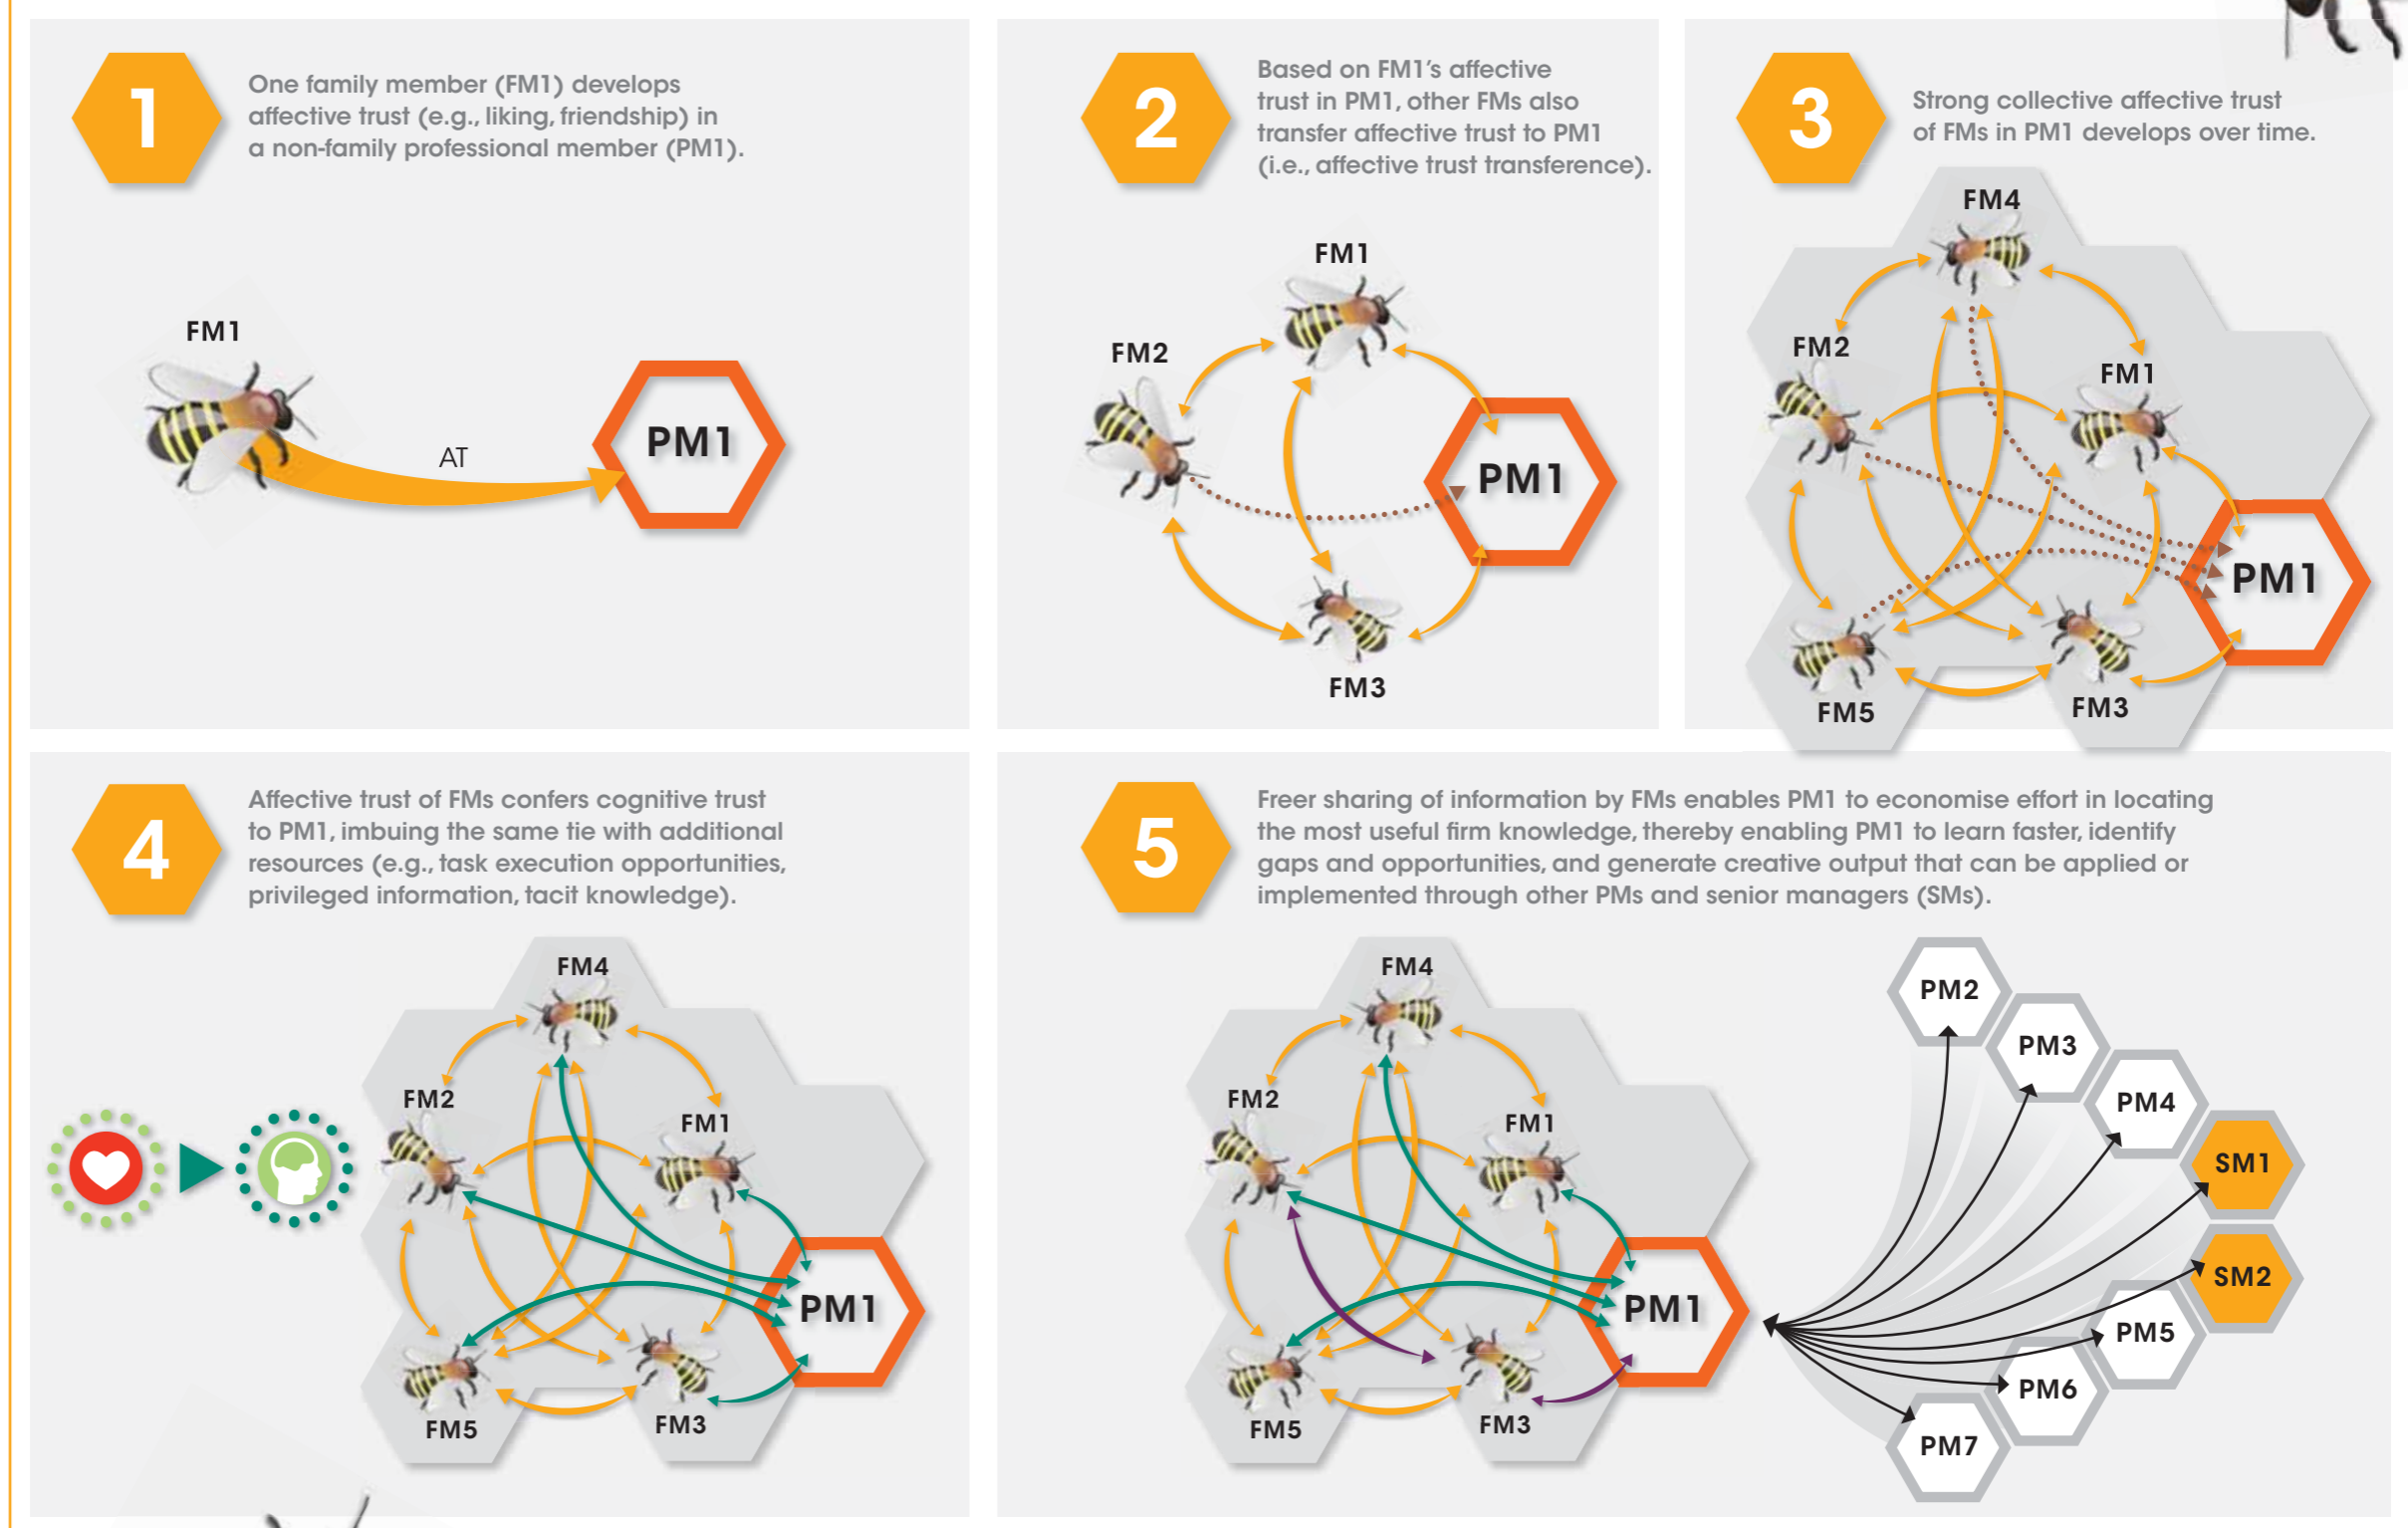 1
One family member (FM1) develops
affective trust (e.g., liking, friendship) in
a non-family professional member (PM1).
FM1
AT
PM1
2
Based on FM1's affective
trust in PM1, other FMs also
transfer affective trust to PM1
(i.e., affective trust transference).
FM1
FM2
PM1
FM3
3
Strong collective affective trust
of FMs in PM1 develops over time.
FM4
FM2
FM1
PM1
FM5
FM3
4
Affective trust of FMs confers cognitive trust
to PM1, imbuing the same tie with additional
resources (e.g., task execution opportunities,
privileged information, tacit knowledge).
FM4
FM2
FM1
PM1
FM5
FM3
5
Freer sharing of information by FMs enables PM1 to economise effort in locating
the most useful firm knowledge, thereby enabling PM1 to learn faster, identify
gaps and opportunities, and generate creative output that can be applied or
implemented through other PMs and senior managers (SMs).
FM4
FM2
FM1
PM1
FM5
FM3
PM2
PM3
PM4
SM1
SM2
PM5
PM6
PM7